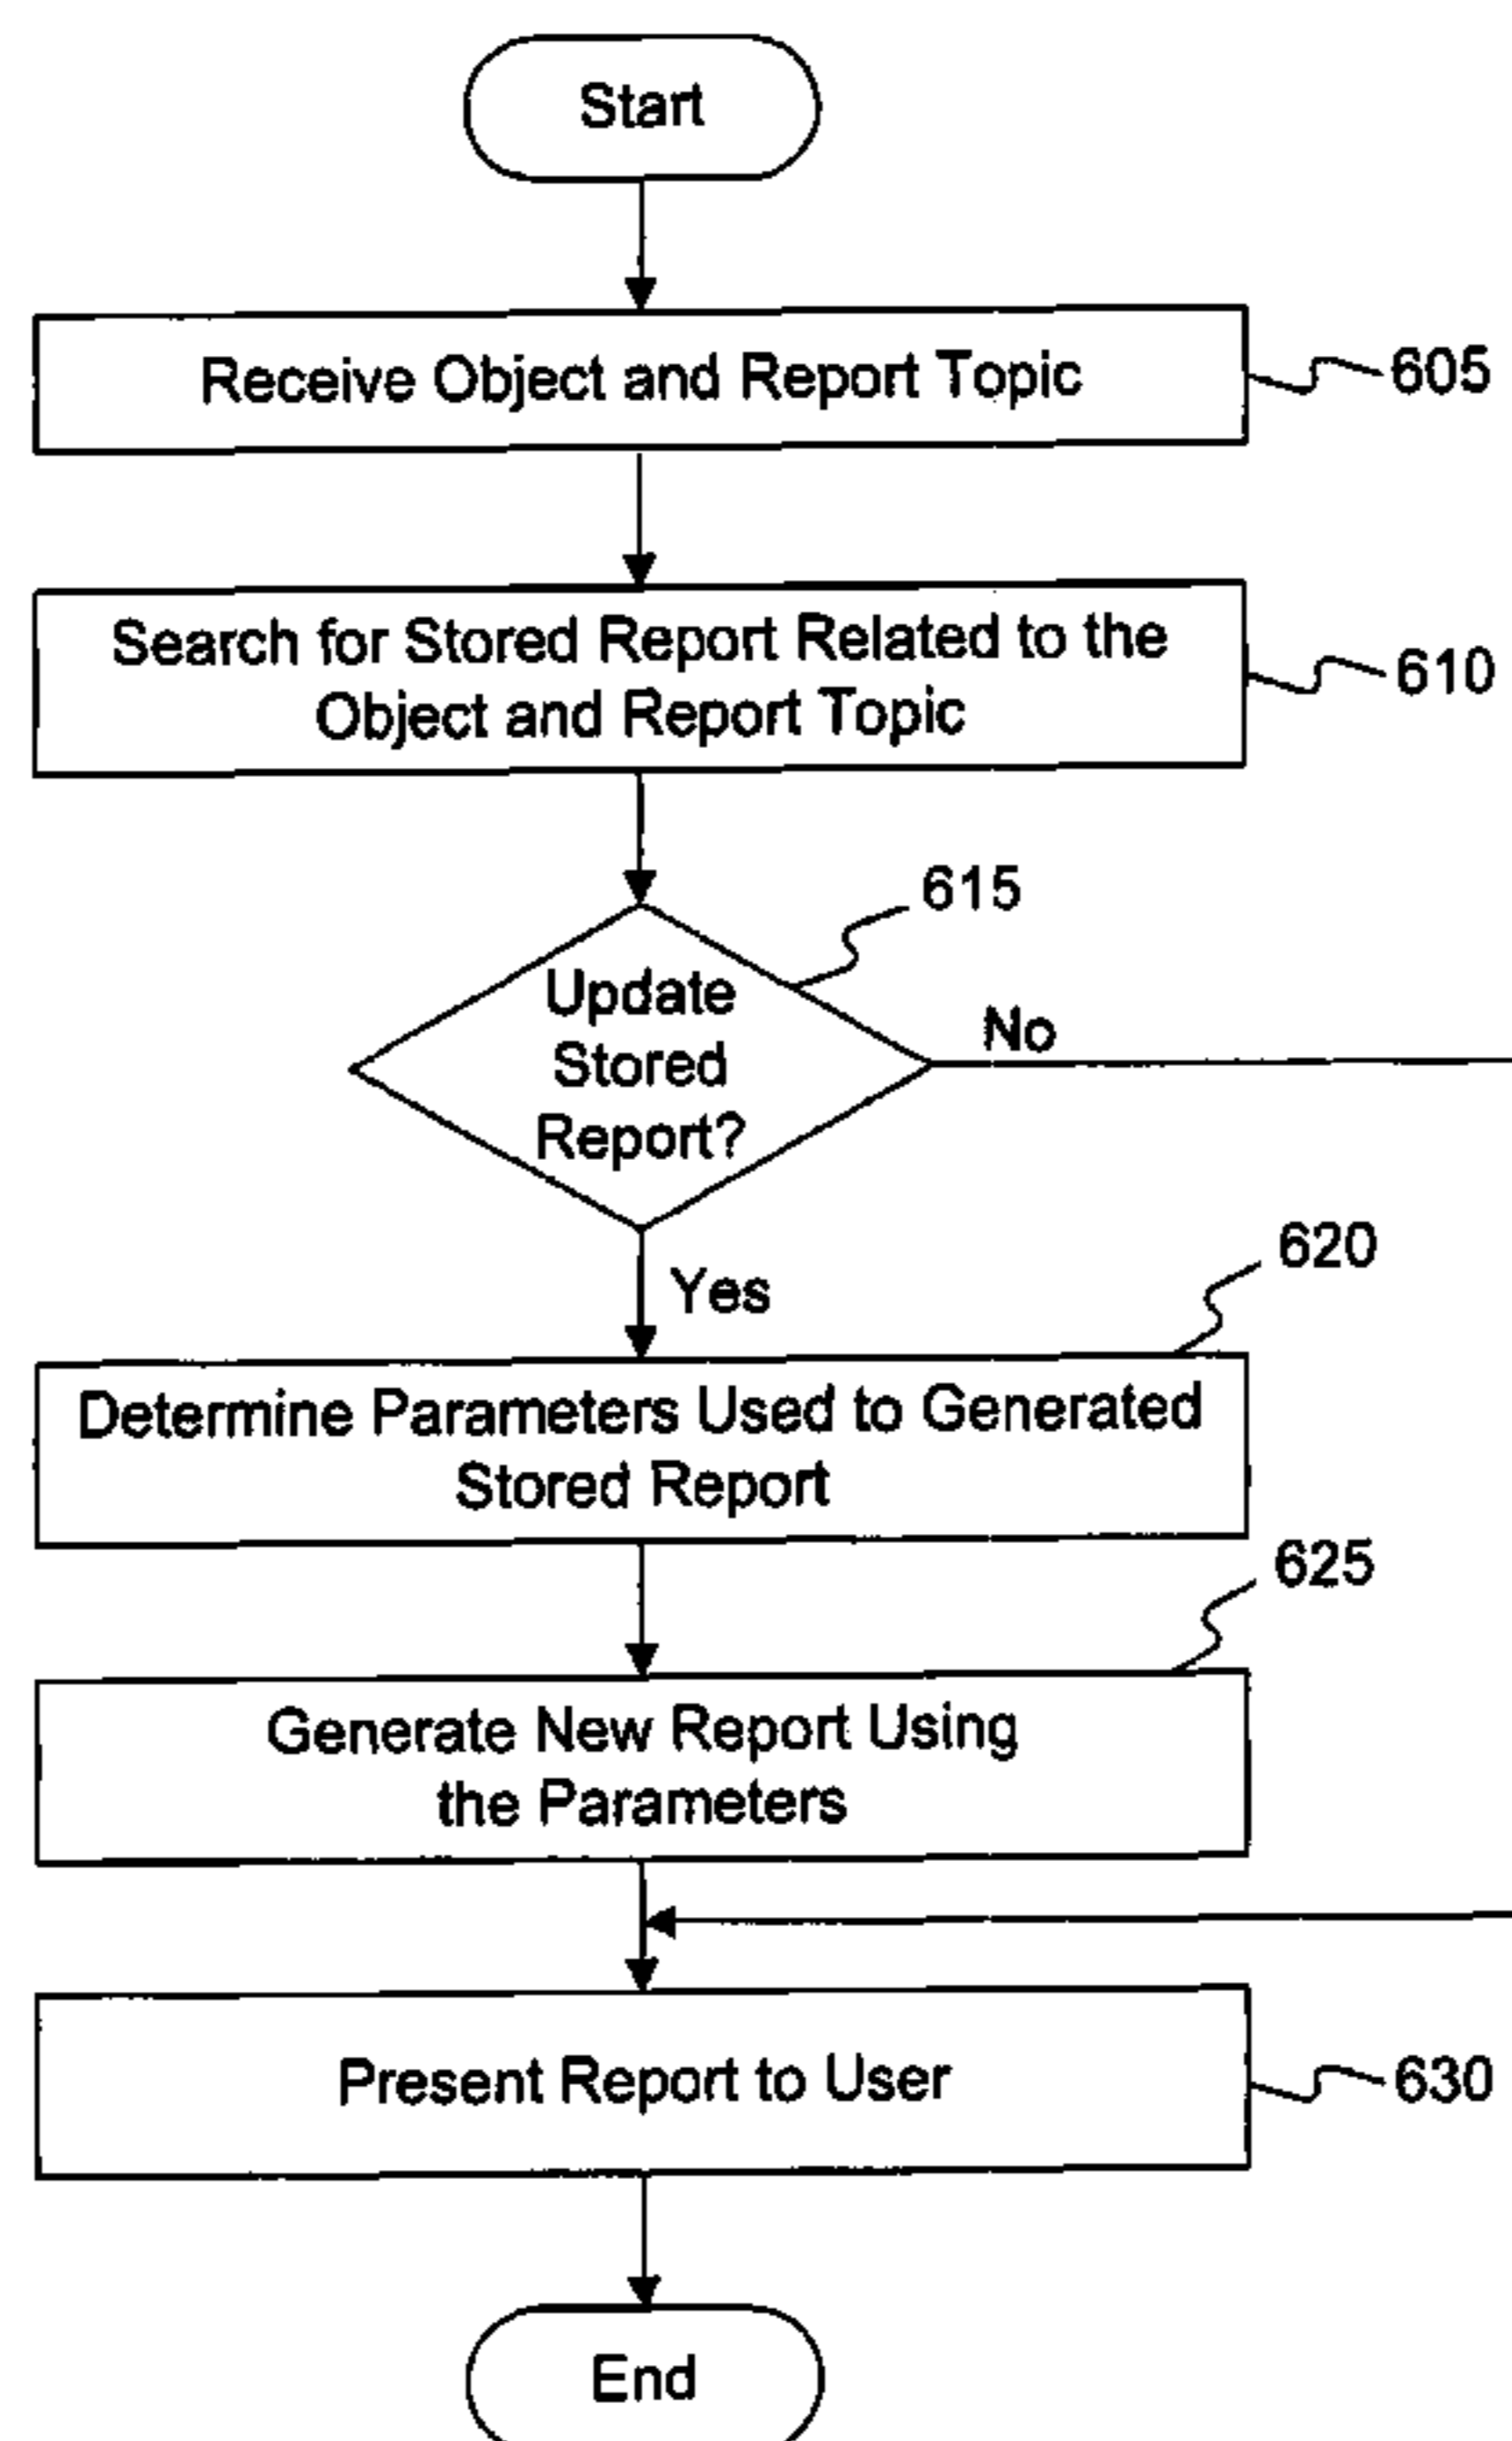 Start
Receive Object and Report Topic
605
Search for Stored Report Related to the
Object and Report Topic
610
615
Update
Stored
Report?
No
Yes
620
Determine Parameters Used to Generated
Stored Report
625
Generate New Report Using
the Parameters
Present Report to User
630
End